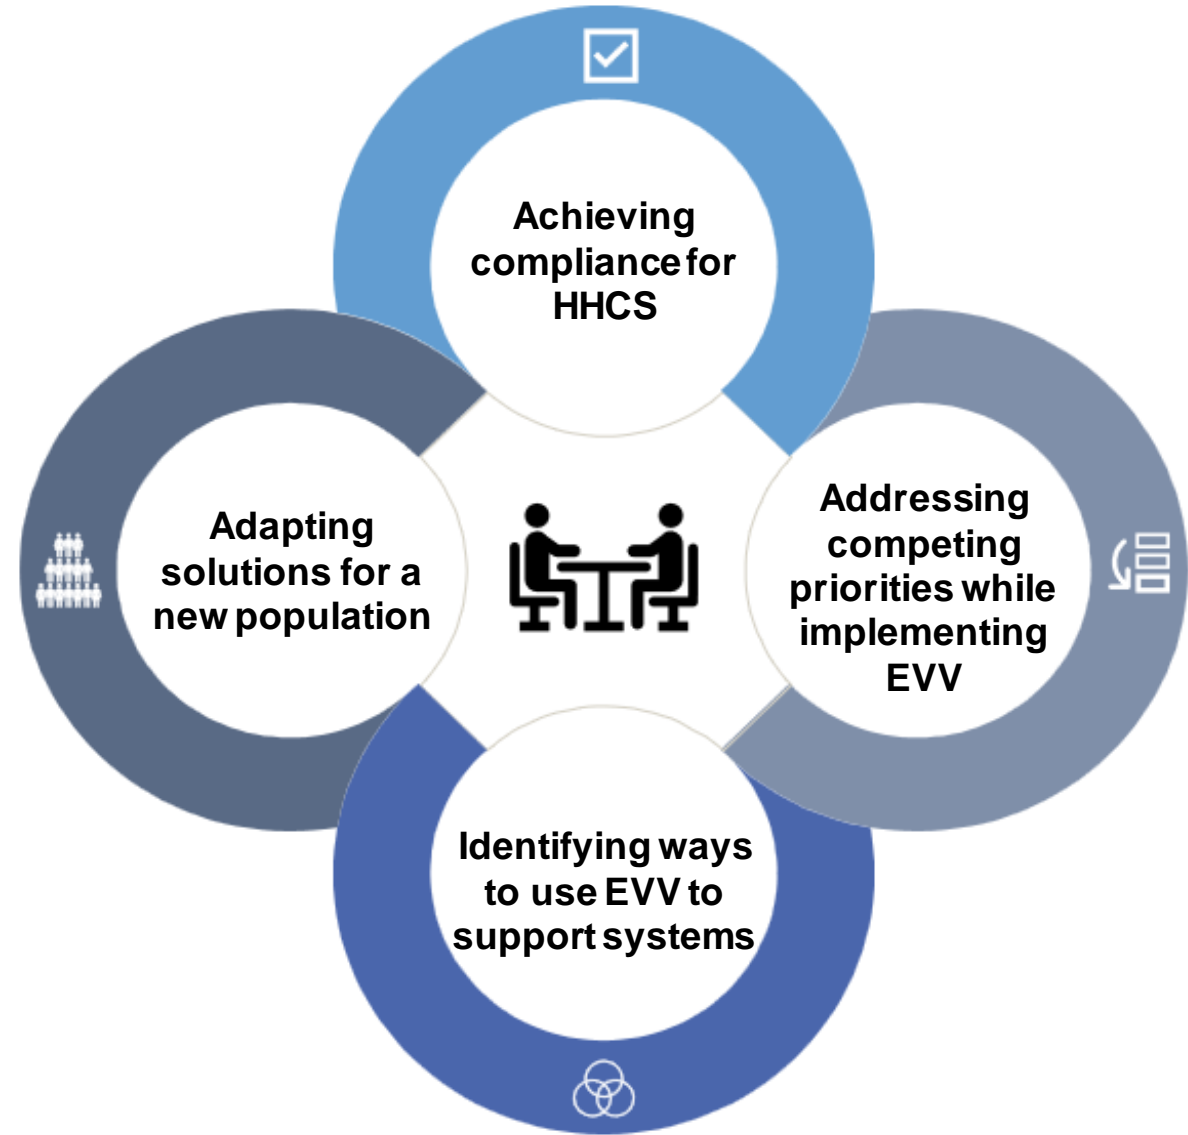 Achieving
compliance for
HHCS
Adapting
solutions for a
new population
Addressing
competing
priorities while
implementing
EVV
Identifying ways
to use EVV to
support systems